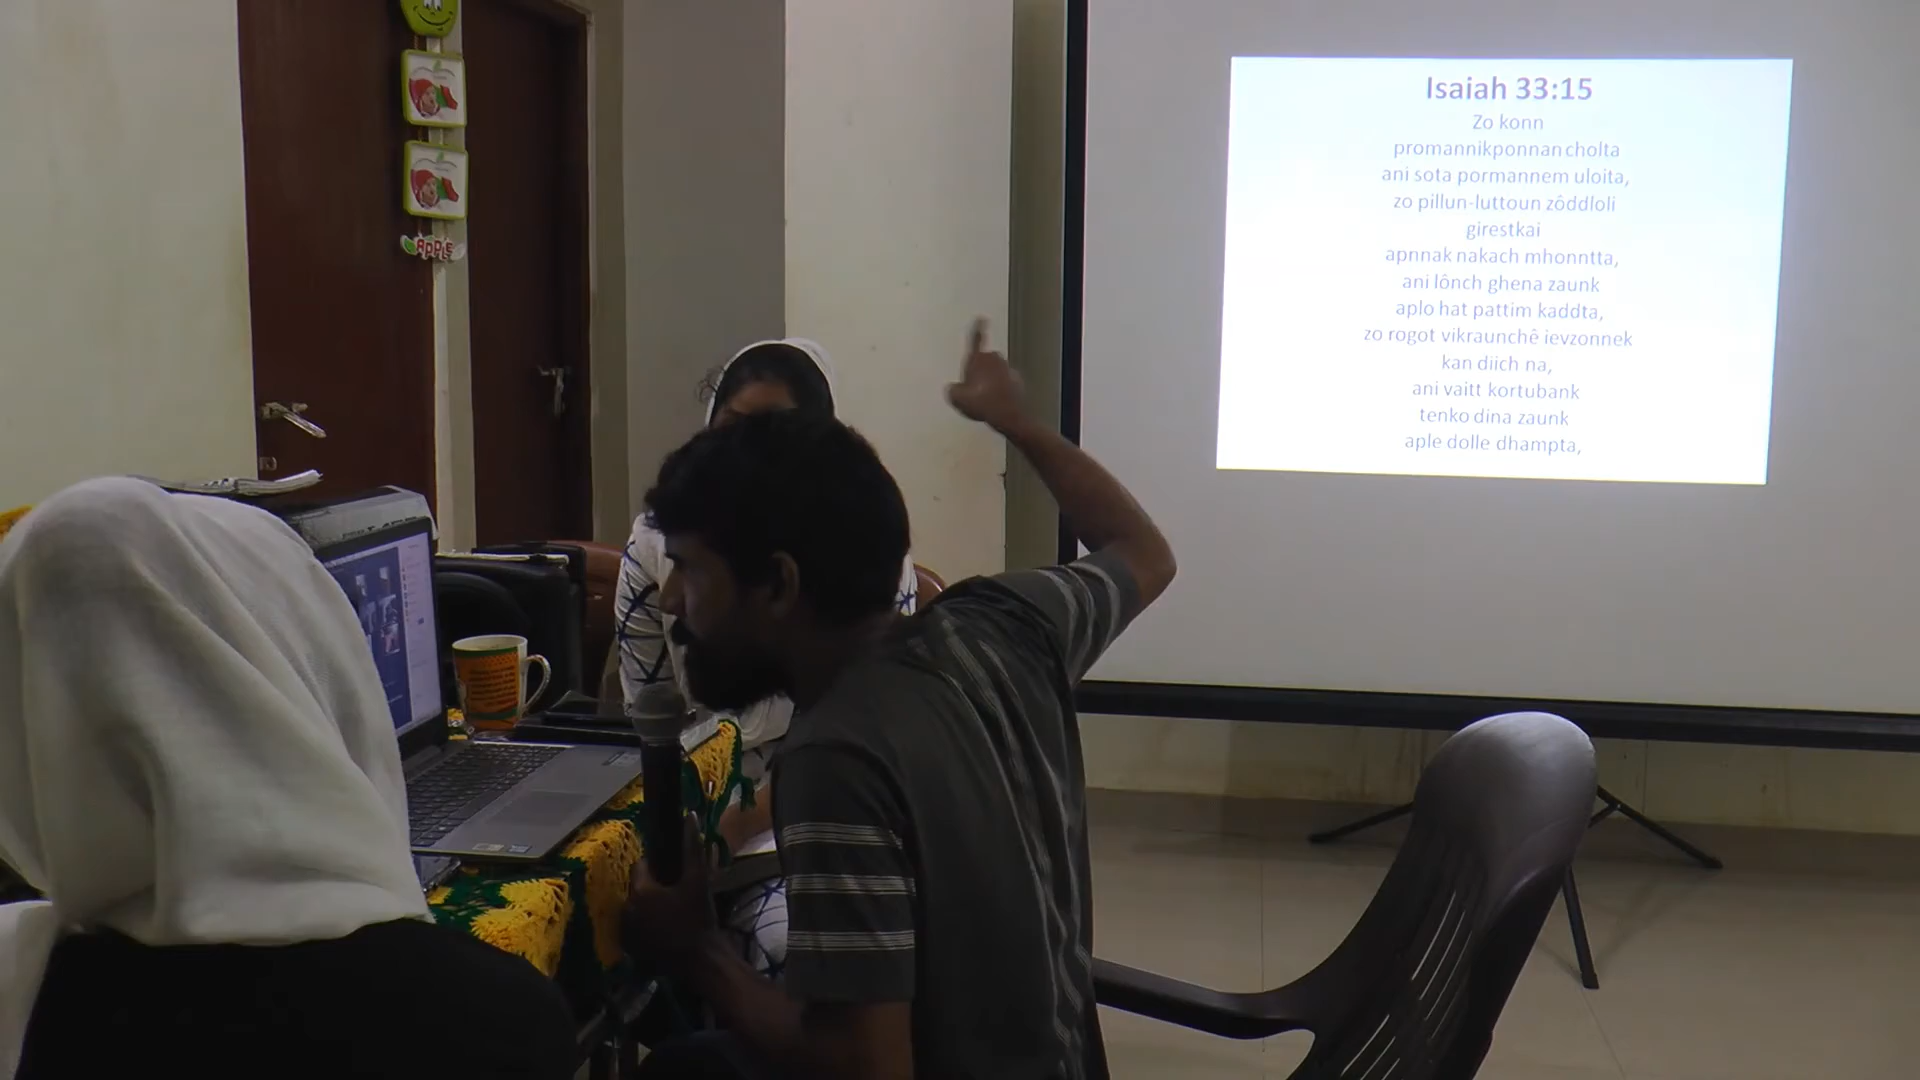 Isaiah 33:15
Zo konn
promannikponnan cholta
ani sota pormannem uloita,
zo pillun-luttoun zôddloli
girestkai
apnnak nakach mhonntta,
ani lônch ghena zaunk
aplo hat pattim kaddta,
zo rogot vikraunchê ievzonnek
kan diich na,
ani vaitt kortubank
tenko dina zaunk
aple dolle dhampta,
APPLE